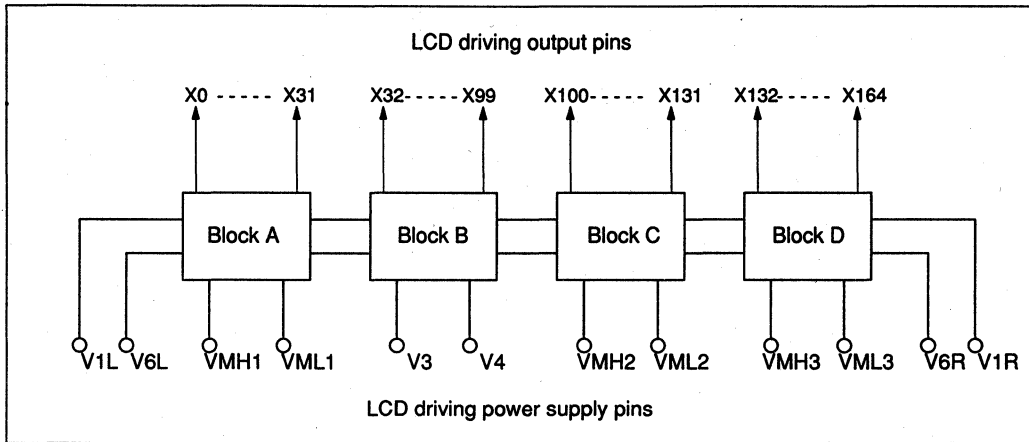 LCD driving output pins
X0 ----- X31 X32 ----- X99 X100 ----- X131 X132 ----- X164
Block A Block B Block C Block D
V1L V6L VMH1 VML1 V3 V4 VMH2 VML2 VMH3 VML3 V6R V1R
LCD driving power supply pins